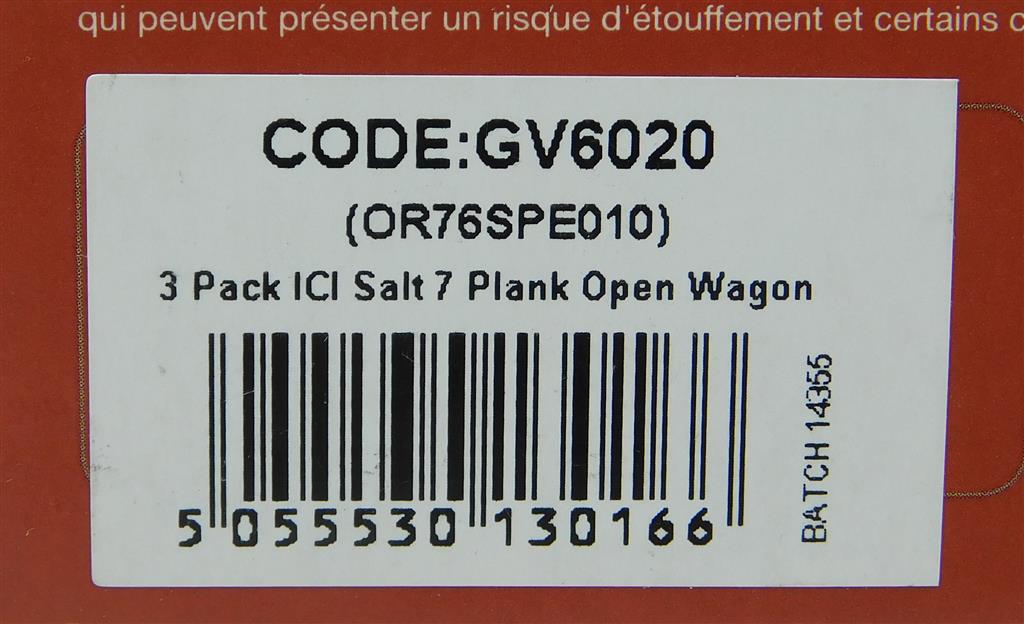 qui peuvent présenter un risque d'étouffement et certains
CODE:GV6020
(OR76SPE010)
3 Pack ICI Salt 7 Plank Open Wagon
5 055530 130166
BATCH 14355